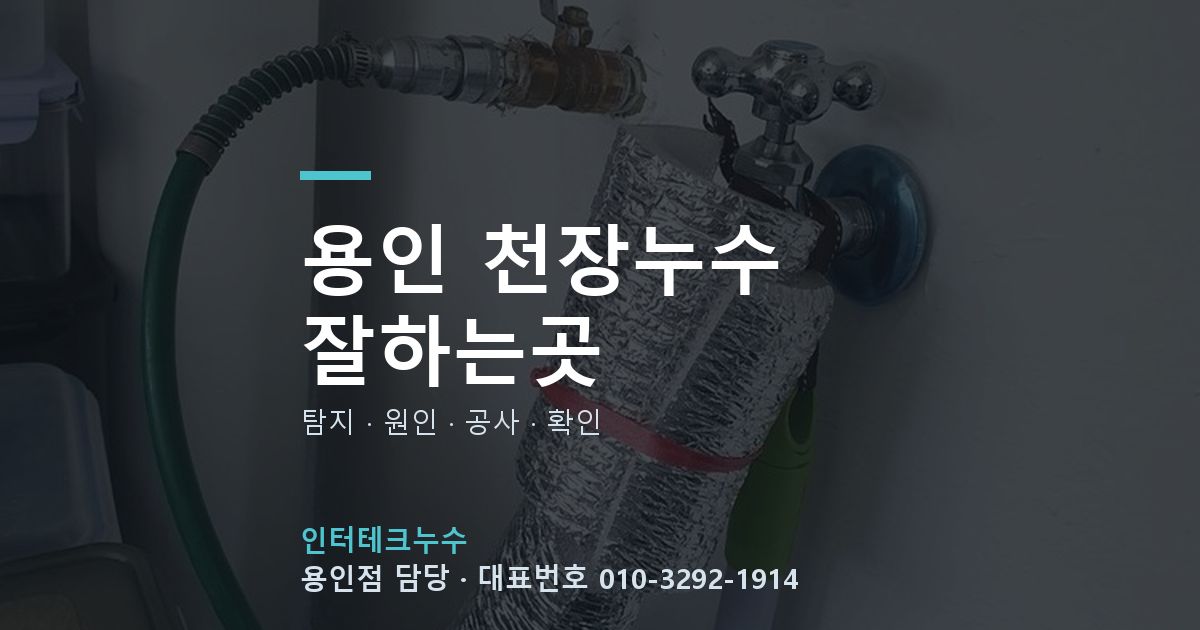 용인 천장누수
잘하는곳
탐지 · 원인 · 공사 · 확인
인터테크누수
용인점 담당 · 대표번호 010-3292-1914